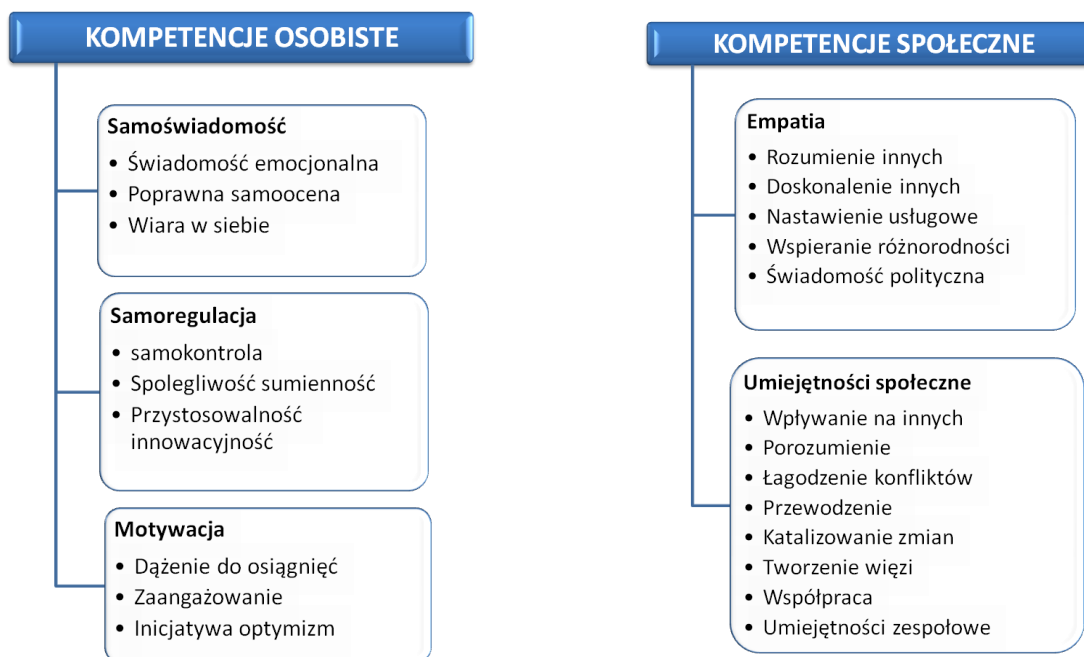 KOMPETENCJE OSOBISTE
Samoświadomość
• Świadomość emocjonalna
• Poprawna samoocena
• Wiara w siebie
Samoregulacja
• samokontrola
• Spolegliwość sumienność
• Przystosowalność
innowacyjność
Motywacja
• Dążenie do osiągnięć
• Zaangażowanie
• Inicjatywa optymizm
KOMPETENCJE SPOŁECZNE
Empatia
• Rozumienie innych
• Doskonalenie innych
• Nastawienie usługowe
• Wspieranie różnorodności
• Świadomość polityczna
Umiejętności społeczne
• Wpływanie na innych
• Porozumienie
• Łagodzenie konfliktów
• Przewodzenie
• Katalizowanie zmian
• Tworzenie więzi
• Współpraca
• Umiejętności zespołowe